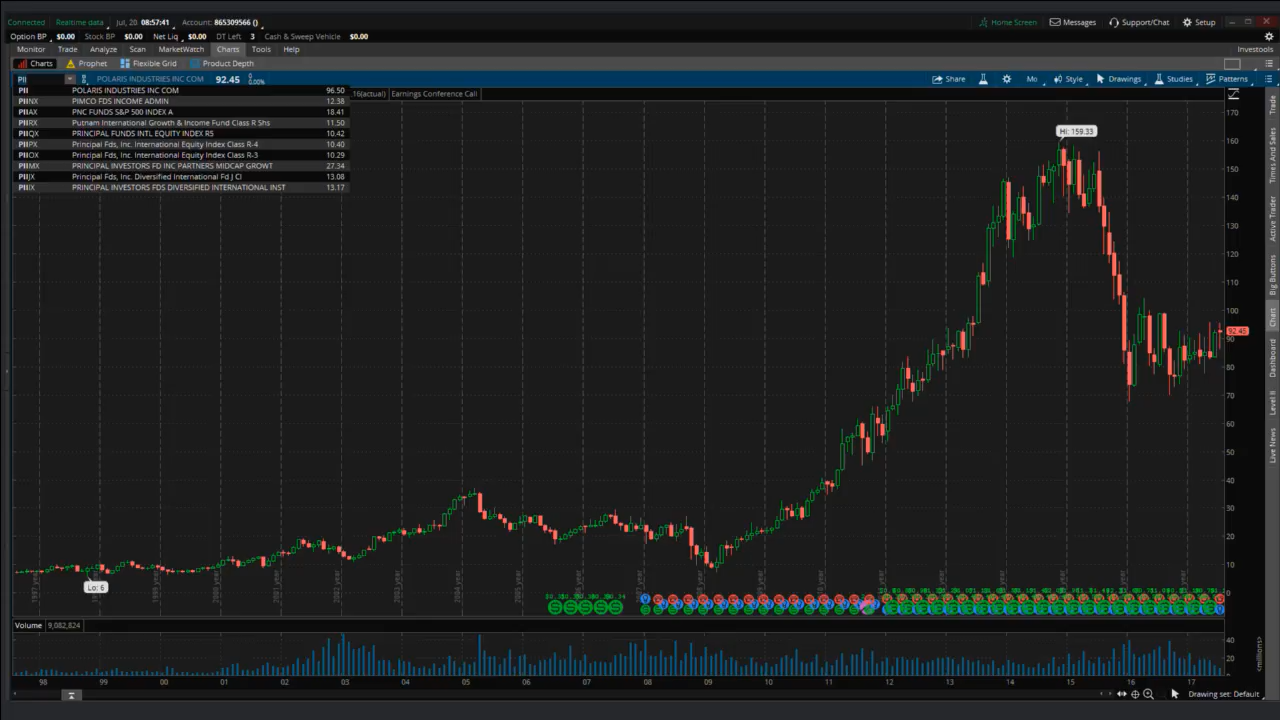 Connected Realtime data Jul, 20 08:57:41 Account: 865309566 () Home Screen Messages Support/Chat Setup
Option BP $0.00 Stock BP $0.00 Net Liq $0.00 DT Left 3 Cash & Sweep Vehicle $0.00
Monitor Trade Analyze Scan MarketWatch Charts Tools Help Investools
Charts Prophet Flexible Grid Product Depth
PII POLARIS INDUSTRIES INC COM 92.45 0 0.00% Share Mo Style Drawings Studies Patterns
PII POLARIS INDUSTRIES INC COM 96.50
.16(actual) Earnings Conference Call
PIINX PIMCO FDS INCOME ADMIN 12.38
PIIAX PNC FUNDS S&P 500 INDEX A 18.41
PIIRX Putnam International Growth & Income Fund Class R Shs 11.50
PIIQX PRINCIPAL FUNDS INTL EQUITY INDEX R5 10.42
PIIPX Principal Fds, Inc. International Equity Index Class R-4 10.40
PIIOX Principal Fds, Inc. International Equity Index Class R-3 10.29
PIIMX PRINCIPAL INVESTORS FD INC PARTNERS MIDCAP GROWT 27.34
PIIJX Principal Fds, Inc. Diversified International Fd J Cl 13.08
PIIIX PRINCIPAL INVESTORS FDS DIVERSIFIED INTERNATIONAL INST 13.17
Hi: 159.33
170
160
150
140
130
120
110
100
92.45
90
80
70
60
50
40
30
20
10
0
Lo: 6
Trade
Times And Sales
Active Trader
Big Buttons
Chart
Dashboard
Level II
Live News
Volume 9,082,824
40
20
<millions>
98 99 00 01 02 03 04 05 06 07 08 09 10 11 12 13 14 15 16 17
Drawing set: Default